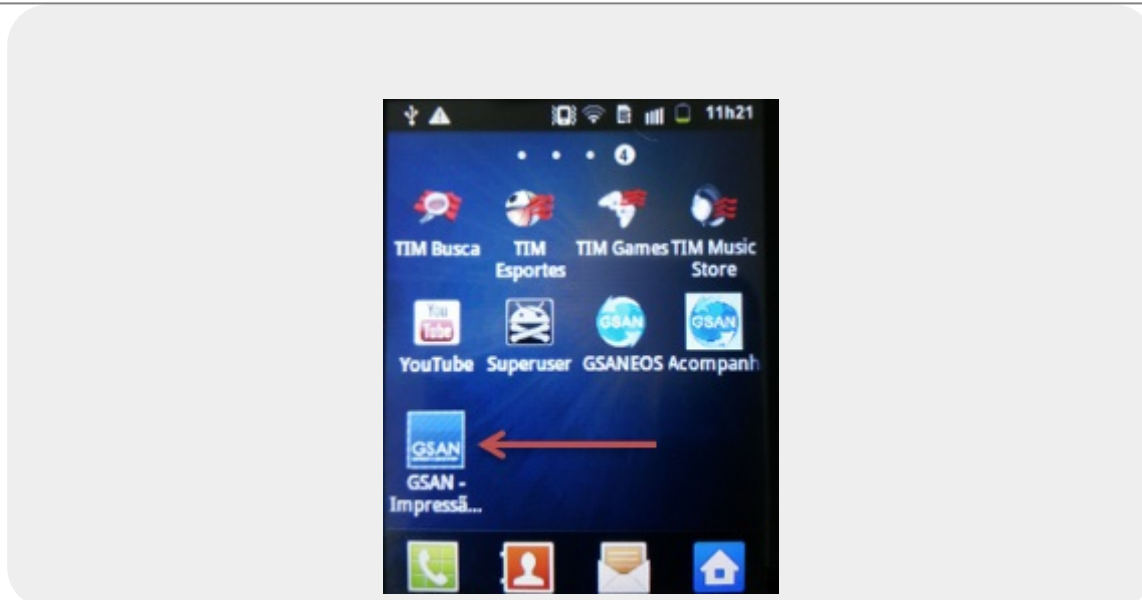 11h21
4
TIM Busca
TIM
Esportes
TIM Games
TIM Music
Store
You
Tube
GSAN
GSAN
YouTube
Superuser
GSANEOS
Acompanh
GSAN
GSAN -
Impressã...